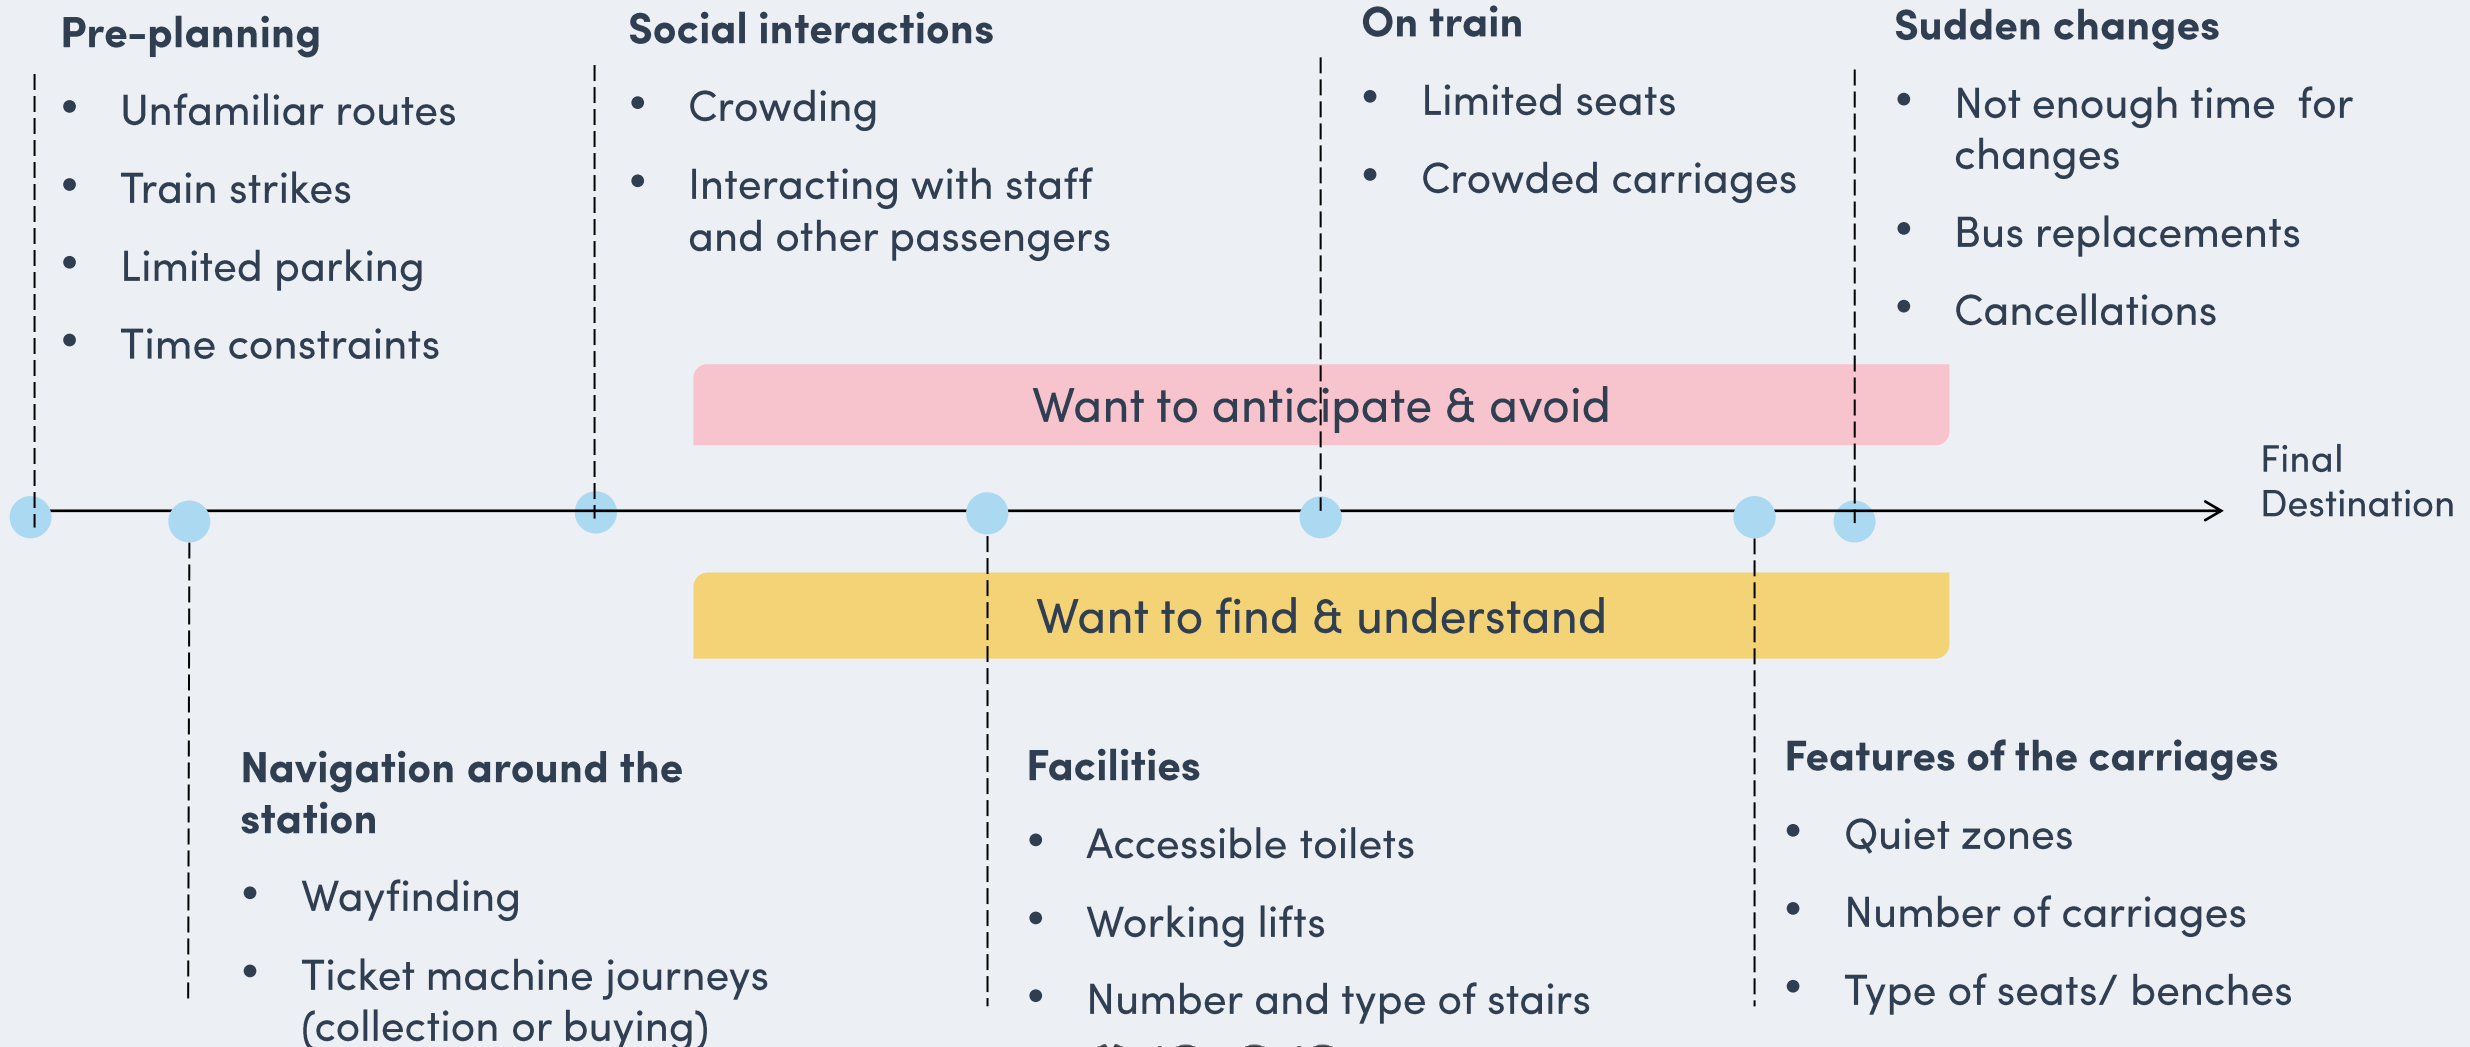 Pre-planning
• Unfamiliar routes
• Train strikes
• Limited parking
• Time constraints
Social interactions
• Crowding
• Interacting with staff
and other passengers
On train
• Limited seats
• Crowded carriages
Sudden changes
• Not enough time  for
changes
• Bus replacements
• Cancellations
Want to anticipate & avoid
Final
Destination
Want to find & understand
Navigation around the
station
• Wayfinding
• Ticket machine journeys
(collection or buying)
Facilities
• Accessible toilets
• Working lifts
• Number and type of stairs
Features of the carriages
• Quiet zones
• Number of carriages
• Type of seats/ benches